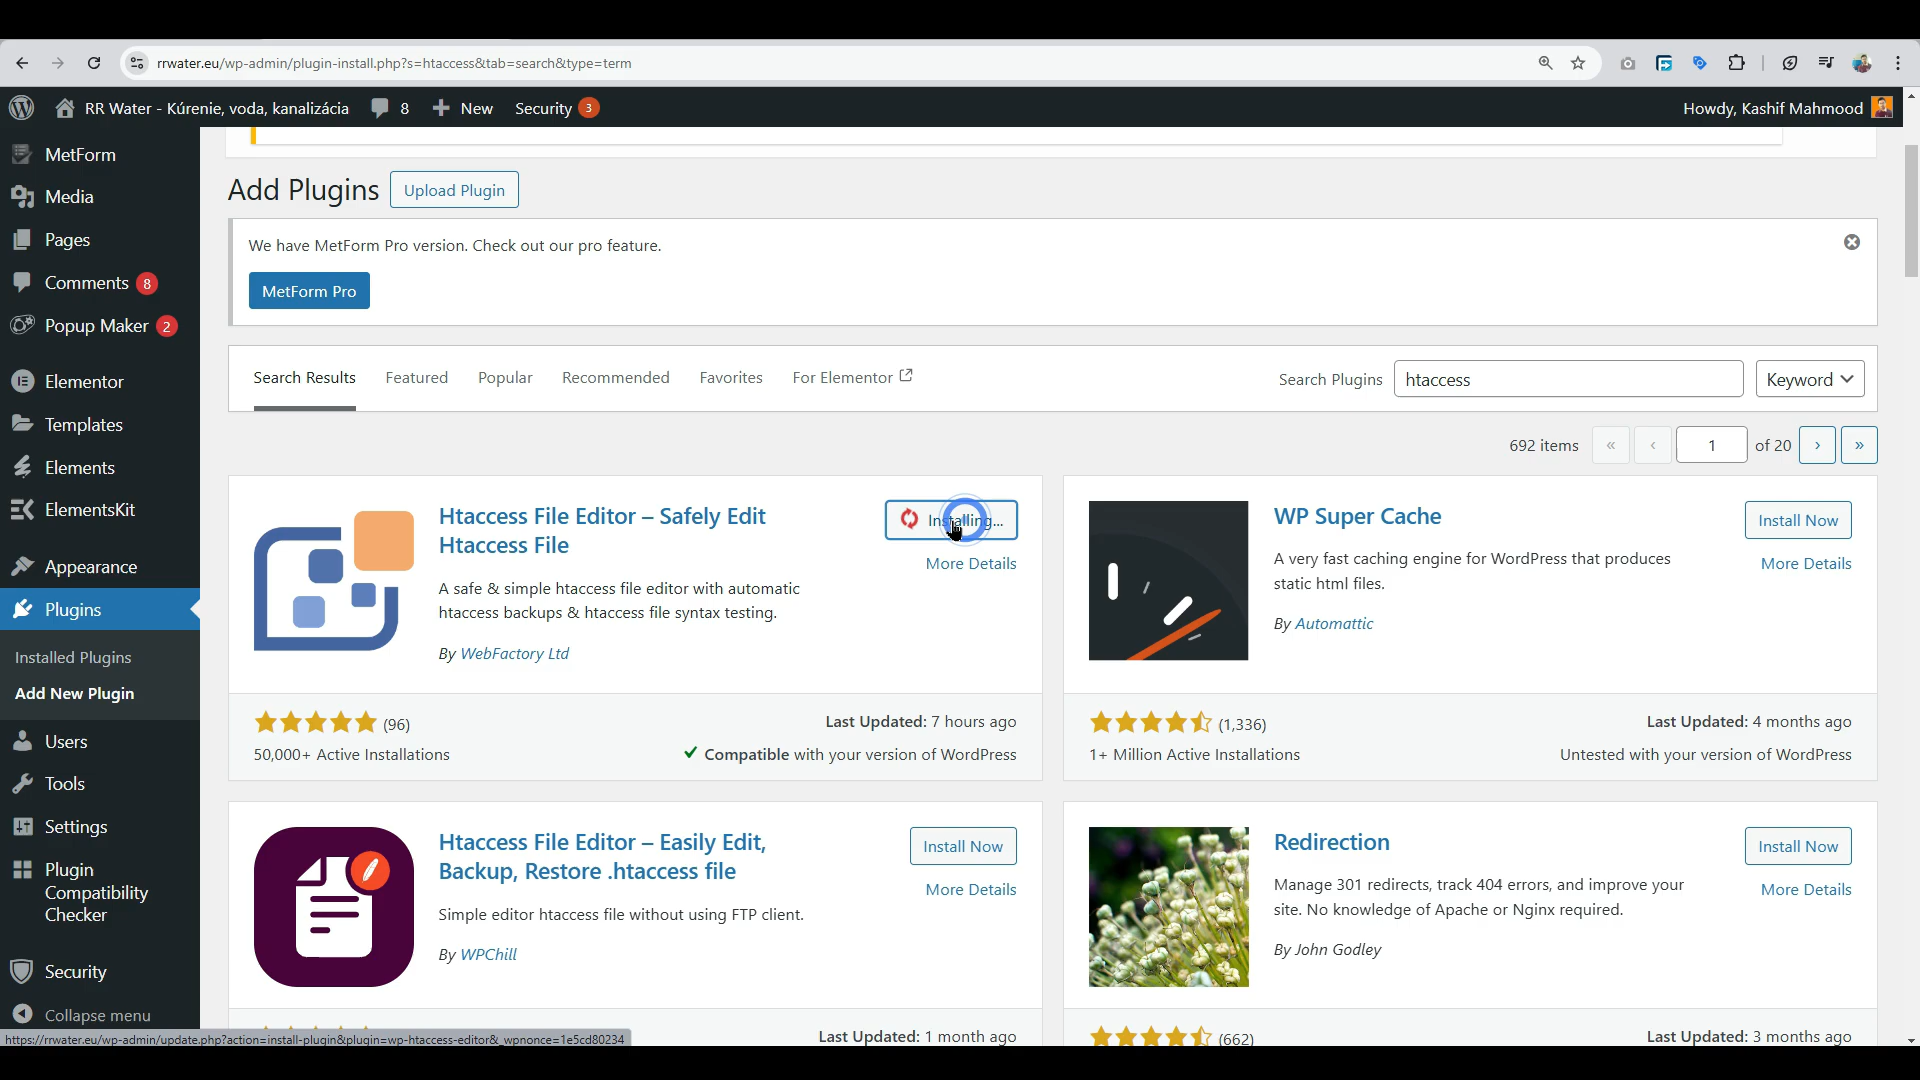 rrwater.eu/wp-admin/plugin-install.php?s=htaccess&tab=search&type=term
RR Water - Kúrenie, voda, kanalizácia
8
New
Security 3
Howdy, Kashif Mahmood
MetForm
Media
Pages
Comments 8
Popup Maker 2
Elementor
Templates
Elements
ElementsKit
Appearance
Plugins
Installed Plugins
Add New Plugin
Users
Tools
Settings
Plugin
Compatibility
Checker
Security
Collapse menu
Add Plugins
Upload Plugin
We have MetForm Pro version. Check out our pro feature.
MetForm Pro
Search Results
Featured
Popular
Recommended
Favorites
For Elementor
Search Plugins
htaccess
Keyword
692 items
«
‹
1
of 20
›
»
Htaccess File Editor – Safely Edit
Htaccess File
Installing...
More Details
A safe & simple htaccess file editor with automatic
htaccess backups & htaccess file syntax testing.
By WebFactory Ltd
(96)
Last Updated: 7 hours ago
50,000+ Active Installations
Compatible with your version of WordPress
WP Super Cache
Install Now
More Details
A very fast caching engine for WordPress that produces
static html files.
By Automattic
(1,336)
Last Updated: 4 months ago
1+ Million Active Installations
Untested with your version of WordPress
Htaccess File Editor – Easily Edit,
Backup, Restore .htaccess file
Install Now
More Details
Simple editor htaccess file without using FTP client.
By WPChill
Last Updated: 1 month ago
Redirection
Install Now
More Details
Manage 301 redirects, track 404 errors, and improve your
site. No knowledge of Apache or Nginx required.
By John Godley
(662)
Last Updated: 3 months ago
https://rrwater.eu/wp-admin/update.php?action=install-plugin&plugin=wp-htaccess-editor&_wpnonce=1e5cd80234